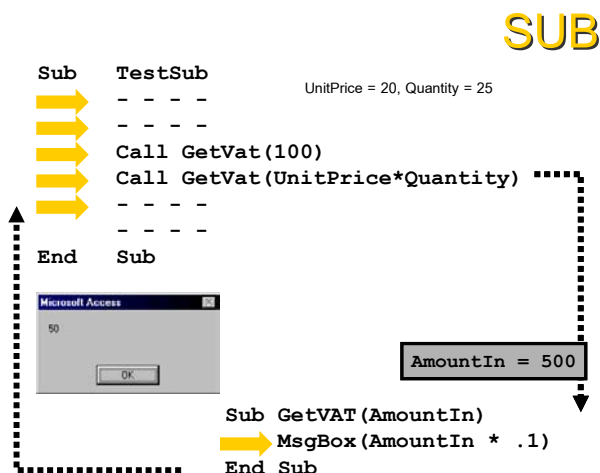 SUB
Sub TestSub
UnitPrice = 20, Quantity = 25
- - - -
- - - -
Call GetVat(100)
Call GetVat(UnitPrice*Quantity)
- - - -
- - - -
End Sub
Microsoft Access
50
OK
AmountIn = 500
Sub GetVAT(AmountIn)
MsgBox(AmountIn * .1)
End Sub